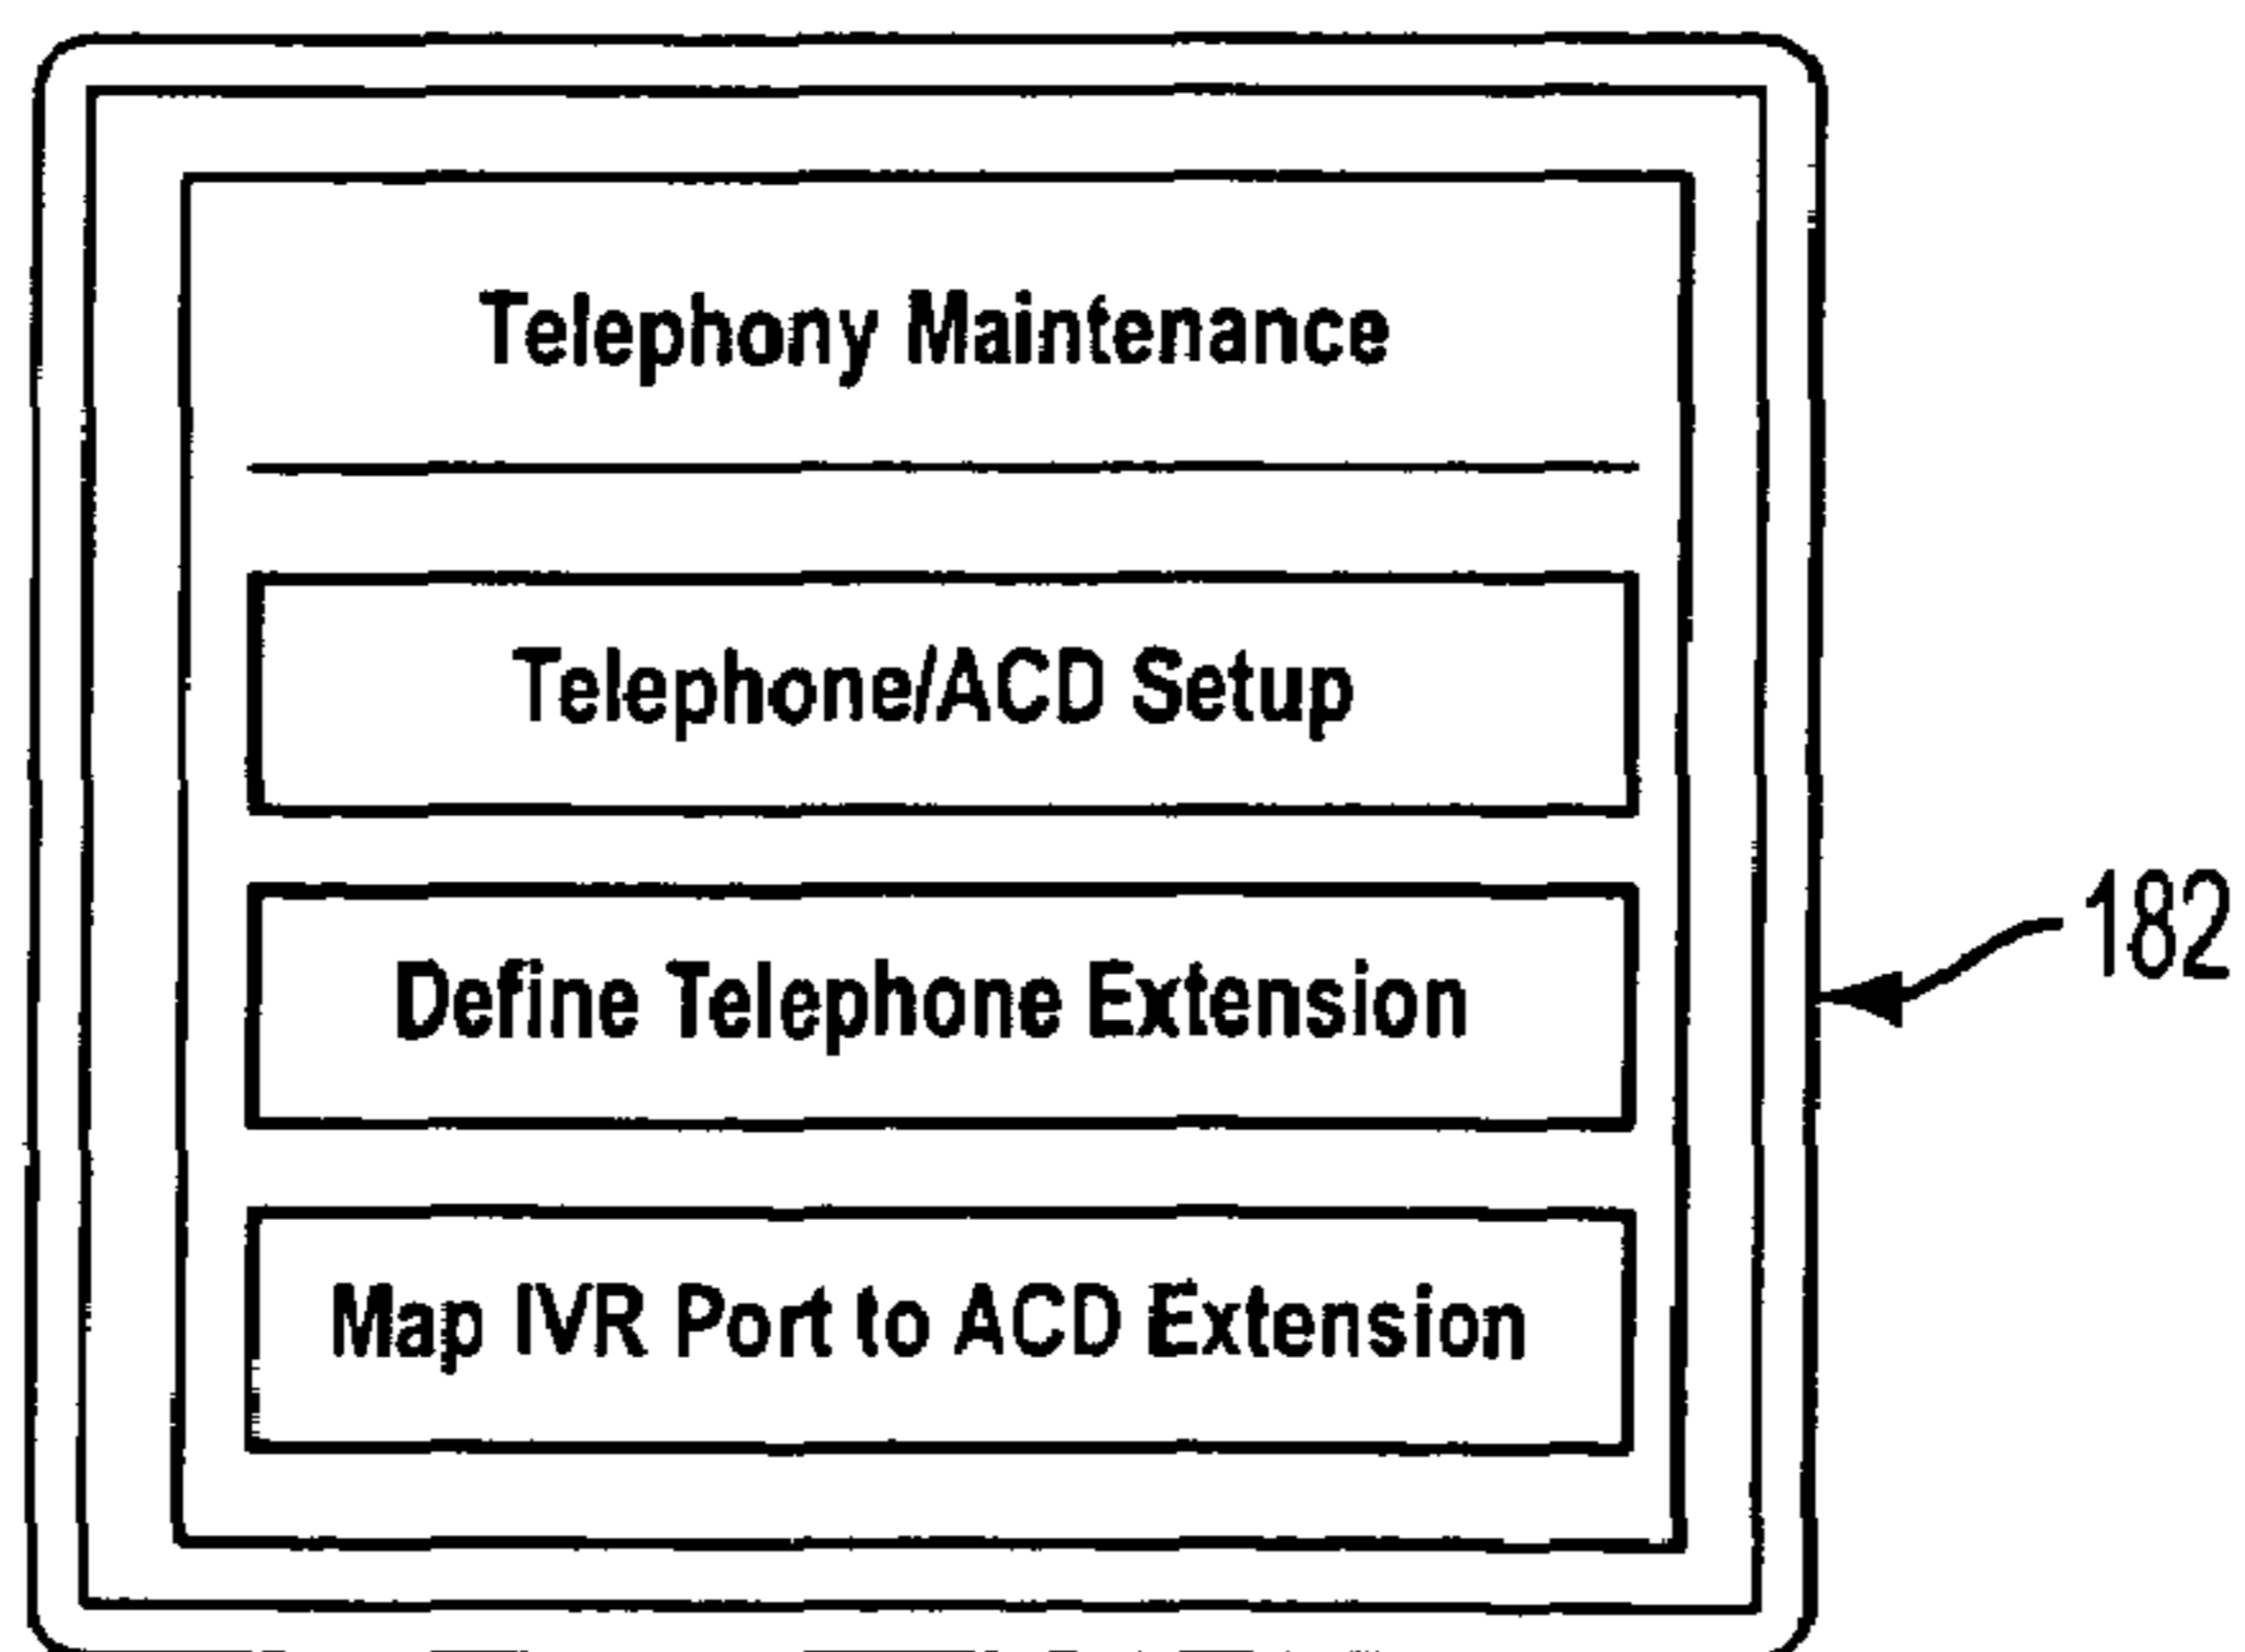 Telephony Maintenance
Telephone/ACD Setup
Define Telephone Extension
Map IVR Port to ACD Extension
182